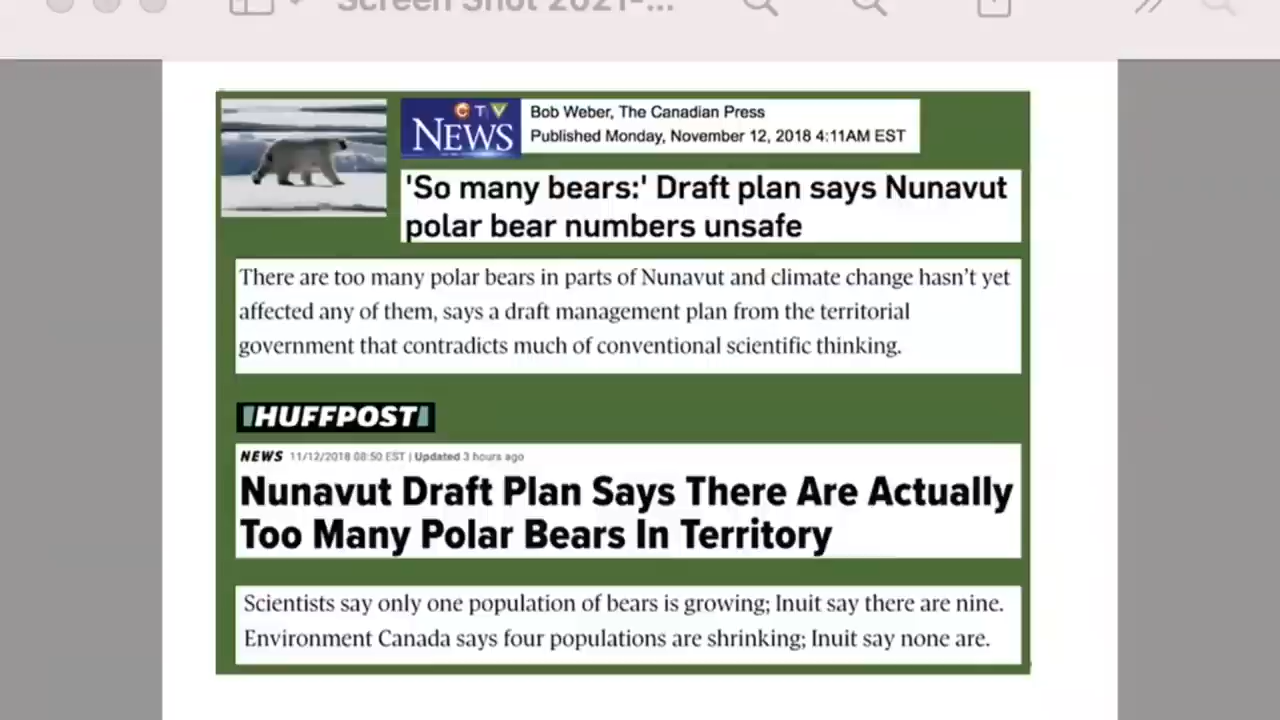 Screen Shot 2021-...
CTV
NEWS
Bob Weber, The Canadian Press
Published Monday, November 12, 2018 4:11AM EST
'So many bears:' Draft plan says Nunavut
polar bear numbers unsafe
There are too many polar bears in parts of Nunavut and climate change hasn't yet
affected any of them, says a draft management plan from the territorial
government that contradicts much of conventional scientific thinking.
HUFFPOST
NEWS 11/12/2018 08:50 EST | Updated 3 hours ago
Nunavut Draft Plan Says There Are Actually
Too Many Polar Bears In Territory
Scientists say only one population of bears is growing; Inuit say there are nine.
Environment Canada says four populations are shrinking; Inuit say none are.